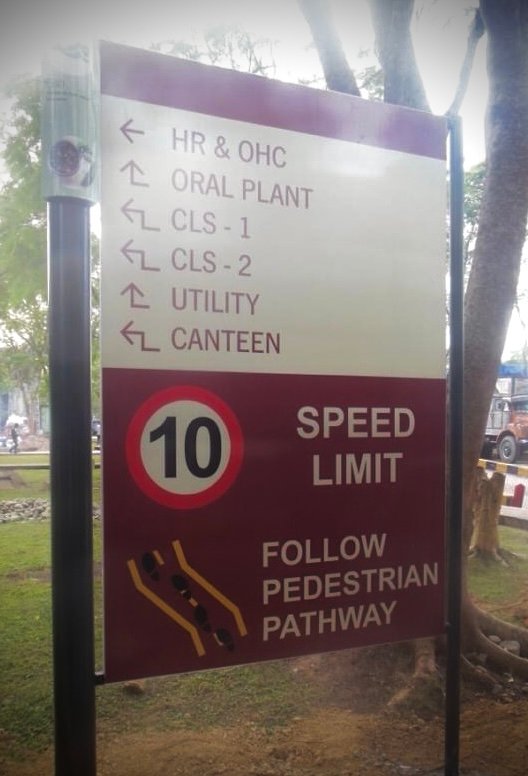 HR & OHC
ORAL PLANT
CLS - 1
CLS - 2
UTILITY
CANTEEN
10
SPEED
LIMIT
FOLLOW
PEDESTRIAN
PATHWAY